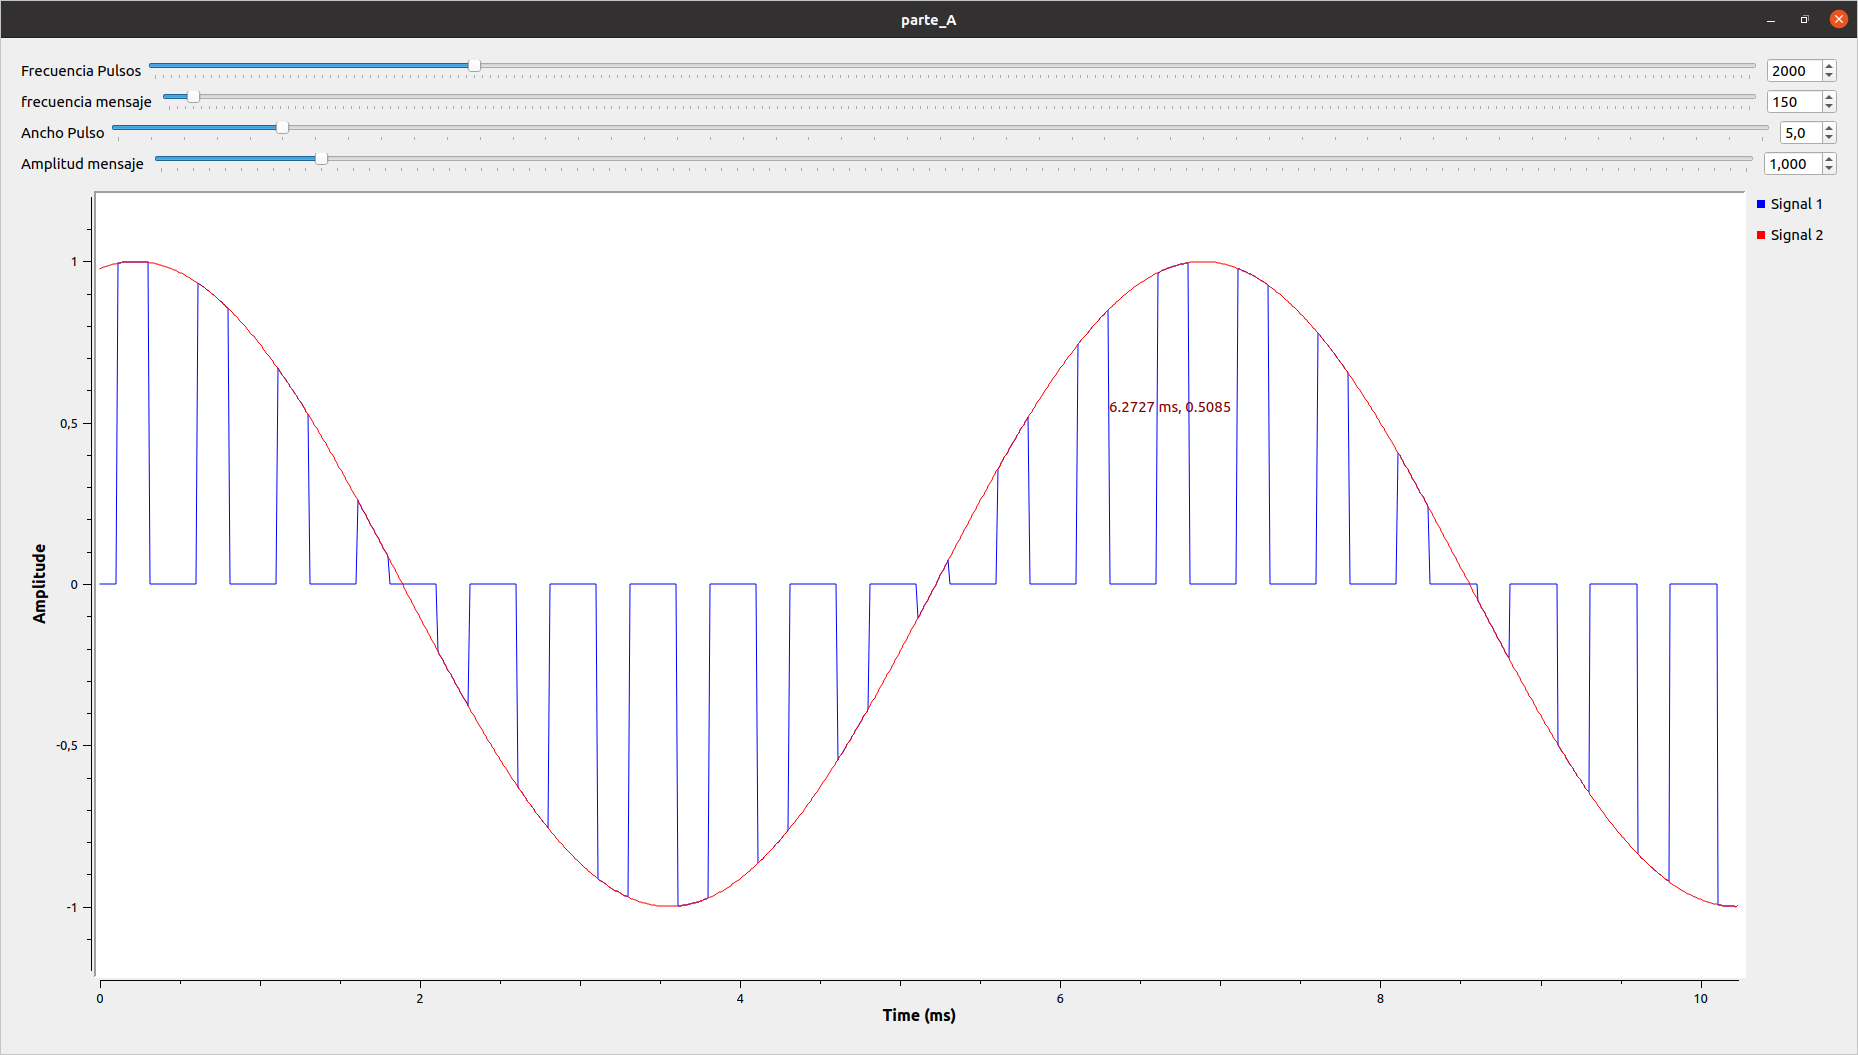 parte_A
Frecuencia Pulsos 2000
frecuencia mensaje 150
Ancho Pulso 5,0
Amplitud mensaje 1,000
Signal 1
Signal 2
1
0,5
0
-0,5
-1
Amplitude
6.2727 ms, 0.5085
0 2 4 6 8 10
Time (ms)